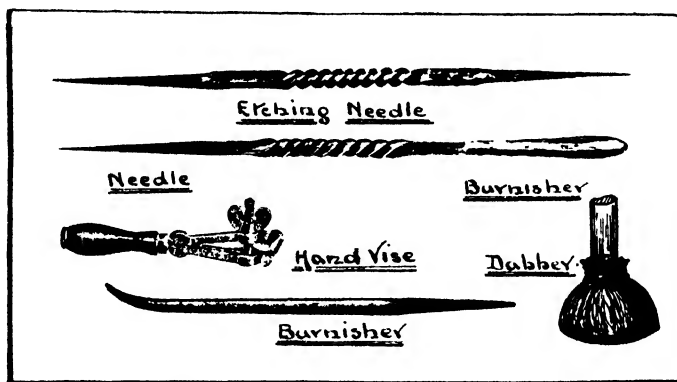 Etching Needle
Needle
Burnisher
Hand Vise
Dabber.
Burnisher